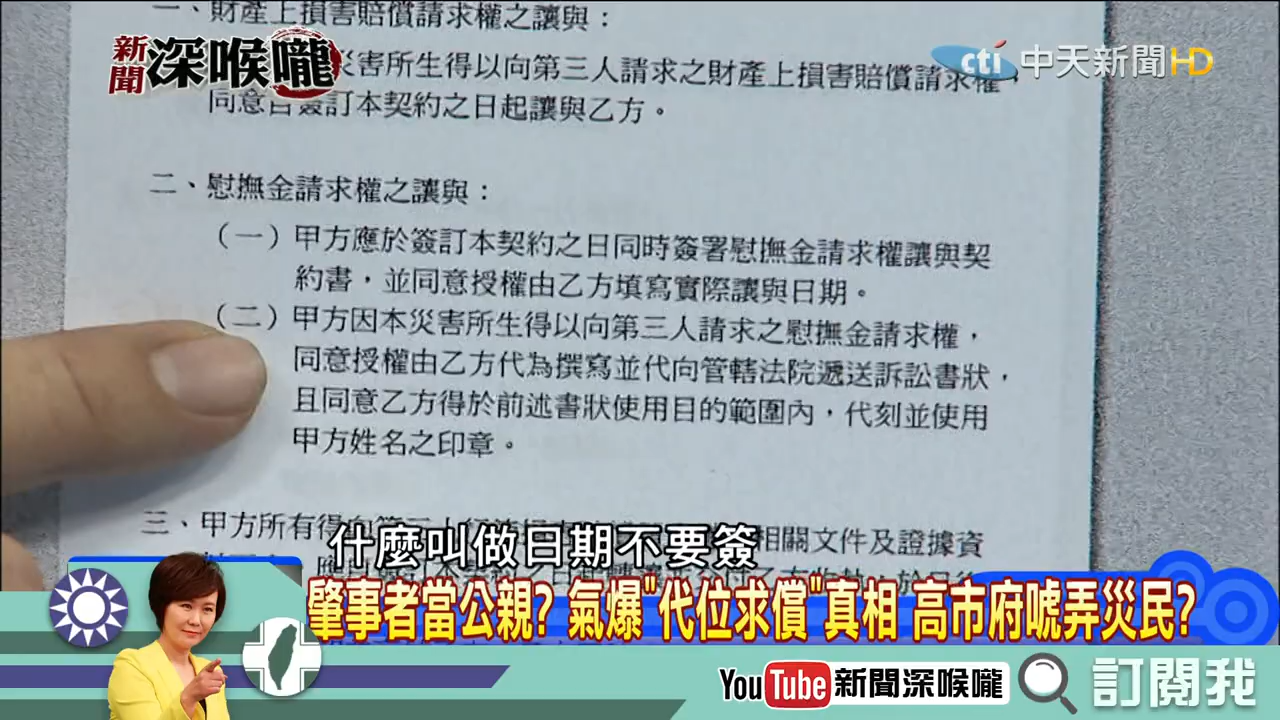 一、財產上損害賠償請求權之讓與：
新聞深喉嚨
cti 中天新聞HD
災害所生得以向第三人請求之財產上損害賠償請求權，
同意自簽訂本契約之日起讓與乙方。
二、慰撫金請求權之讓與：
（一）甲方應於簽訂本契約之日同時簽署慰撫金請求權讓與契
約書，並同意授權由乙方填寫實際讓與日期。
（二）甲方因本災害所生得以向第三人請求之慰撫金請求權，
同意授權由乙方代為撰寫並代向管轄法院遞送訴訟書狀，
且同意乙方得於前述書狀使用目的範圍內，代刻並使用
甲方姓名之印章。
三、甲方所有得向第三人 相關文件及證據資
什麼叫做日期不要簽
肇事者當公親？氣爆"代位求償"真相 高市府唬弄災民？
YouTube 新聞深喉嚨 訂閱我